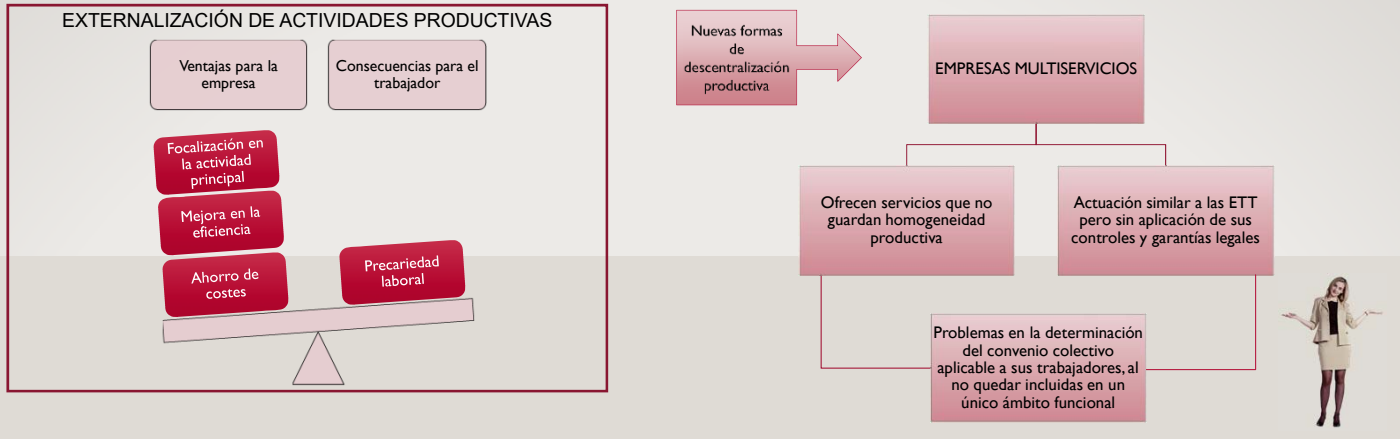 EXTERNALIZACIÓN DE ACTIVIDADES PRODUCTIVAS
Ventajas para la
empresa
Consecuencias para el
trabajador
Focalización en
la actividad
principal
Mejora en la
eficiencia
Ahorro de
costes
Precariedad
laboral
Nuevas formas
de
descentralización
productiva
EMPRESAS MULTISERVICIOS
Ofrecen servicios que no
guardan homogeneidad
productiva
Actuación similar a las ETT
pero sin aplicación de sus
controles y garantías legales
Problemas en la determinación
del convenio colectivo
aplicable a sus trabajadores, al
no quedar incluidas en un
único ámbito funcional